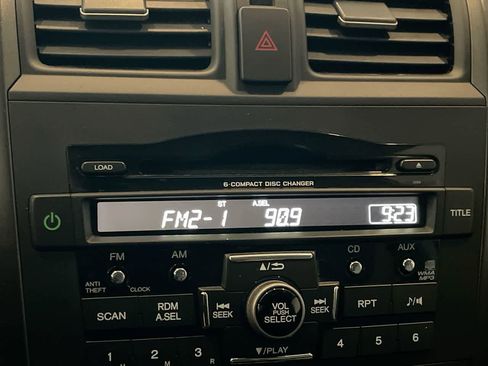 LOAD
6·COMPACT DISC CHANGER
ST A.SEL
FM2-1 90.9 9:23
TITLE
FM AM CD AUX
ANTI THEFT CLOCK
WMA MP3
SCAN RDM A.SEL
SEEK VOL PUSH SELECT SEEK
RPT
▼/PLAY
1 2 3 R 4 5 6